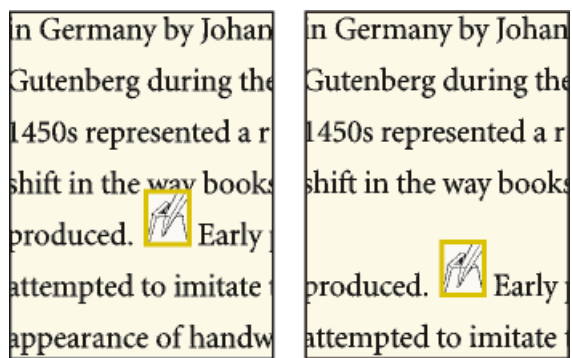 in Germany by Johan
Gutenberg during the
1450s represented a r
shift in the way books
produced. Early
attempted to imitate
appearance of handw
in Germany by Johan
Gutenberg during the
1450s represented a r
shift in the way books
produced. Early
attempted to imitate